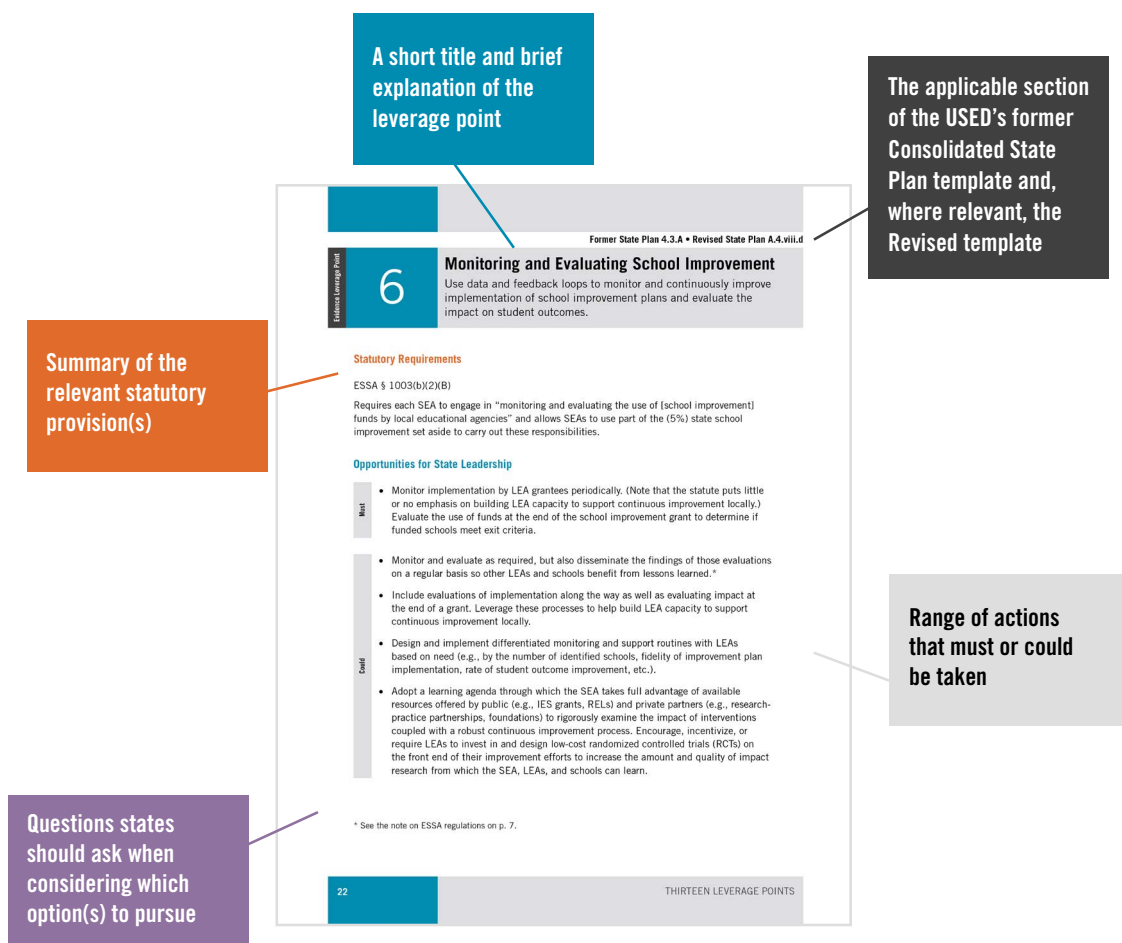 A short title and brief
explanation of the
leverage point
The applicable section
of the USED’s former
Consolidated State
Plan template and,
where relevant, the
Revised template
Former State Plan 4.3.A • Revised State Plan A.4.viii.d
Evidence Leverage Point
6
Monitoring and Evaluating School Improvement
Use data and feedback loops to monitor and continuously improve
implementation of school improvement plans and evaluate the
impact on student outcomes.
Summary of the
relevant statutory
provision(s)
Statutory Requirements
ESSA § 1003(b)(2)(B)
Requires each SEA to engage in “monitoring and evaluating the use of [school improvement]
funds by local educational agencies” and allows SEAs to use part of the (5%) state school
improvement set aside to carry out these responsibilities.
Opportunities for State Leadership
Must
• Monitor implementation by LEA grantees periodically. (Note that the statute puts little
or no emphasis on building LEA capacity to support continuous improvement locally.)
Evaluate the use of funds at the end of the school improvement grant to determine if
funded schools meet exit criteria.
Could
• Monitor and evaluate as required, but also disseminate the findings of those evaluations
on a regular basis so other LEAs and schools benefit from lessons learned.*
• Include evaluations of implementation along the way as well as evaluating impact at
the end of a grant. Leverage these processes to help build LEA capacity to support
continuous improvement locally.
• Design and implement differentiated monitoring and support routines with LEAs
based on need (e.g., by the number of identified schools, fidelity of improvement plan
implementation, rate of student outcome improvement, etc.).
• Adopt a learning agenda through which the SEA takes full advantage of available
resources offered by public (e.g., IES grants, RELs) and private partners (e.g., research-
practice partnerships, foundations) to rigorously examine the impact of interventions
coupled with a robust continuous improvement process. Encourage, incentivize, or
require LEAs to invest in and design low-cost randomized controlled trials (RCTs) on
the front end of their improvement efforts to increase the amount and quality of impact
research from which the SEA, LEAs, and schools can learn.
Range of actions
that must or could
be taken
Questions states
should ask when
considering which
option(s) to pursue
* See the note on ESSA regulations on p. 7.
22
THIRTEEN LEVERAGE POINTS